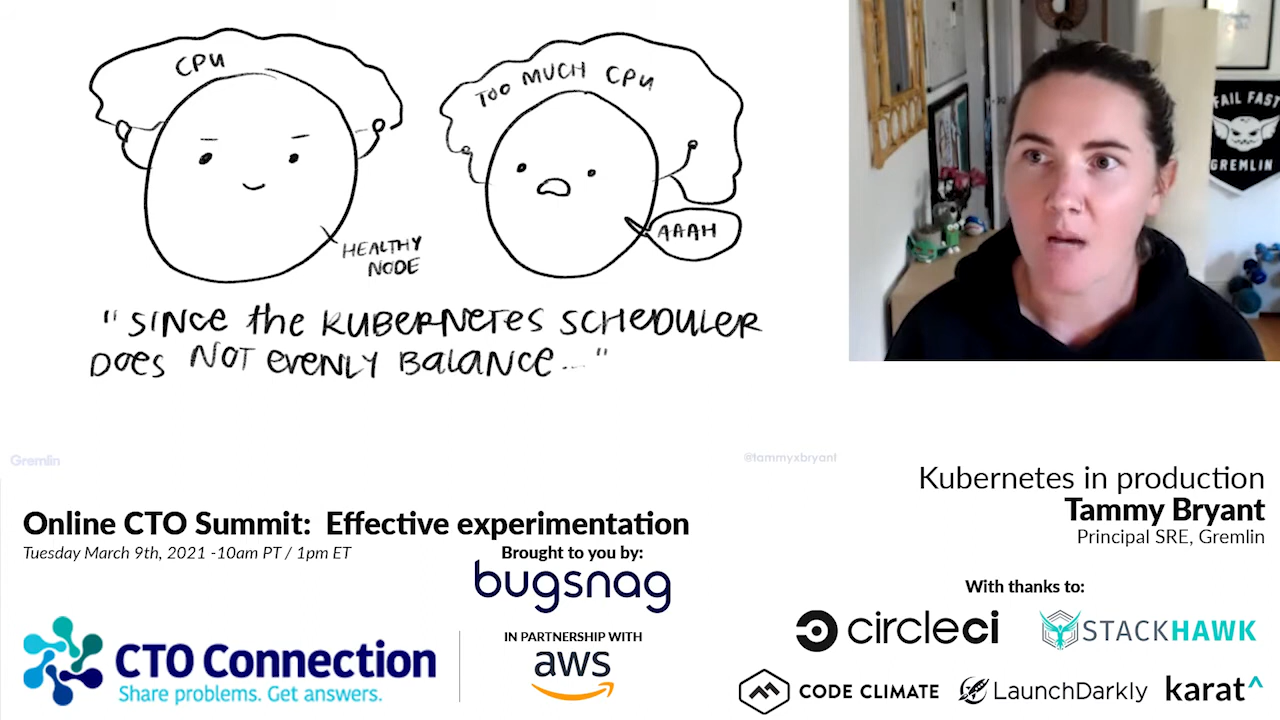 CPU
TOO MUCH CPU
AAAH
HEALTHY
NODE
"SINCE the KUBERNETES SCHEDULER
DOES NOT EVENLY BALANCE..."
FAIL FAST
GREMLIN
Gremlin
@tammyxbryant
Kubernetes in production
Tammy Bryant
Principal SRE, Gremlin
Online CTO Summit: Effective experimentation
Tuesday March 9th, 2021 -10am PT / 1pm ET
Brought to you by:
bugsnag
IN PARTNERSHIP WITH
aws
CTO Connection
Share problems. Get answers.
With thanks to:
circleci
STACKHAWK
CODE CLIMATE
LaunchDarkly
karat^